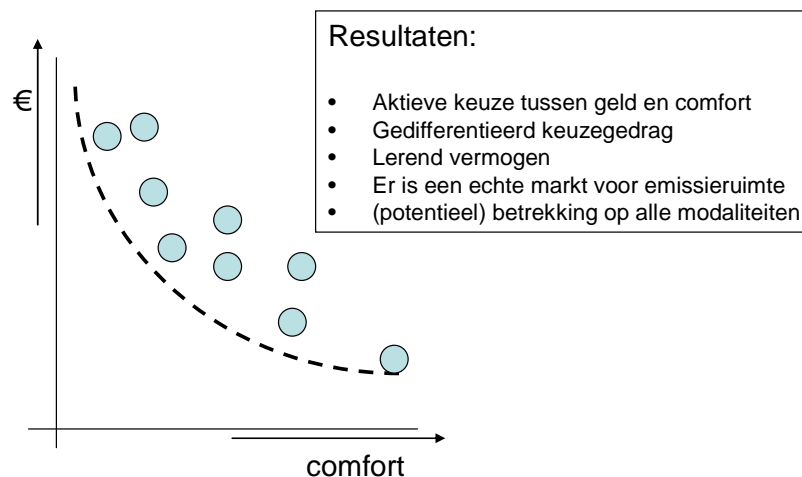 Resultaten:
€
• Aktieve keuze tussen geld en comfort
• Gedifferentieerd keuzegedrag
• Lerend vermogen
• Er is een echte markt voor emissieruimte
• (potentieel) betrekking op alle modaliteiten
comfort